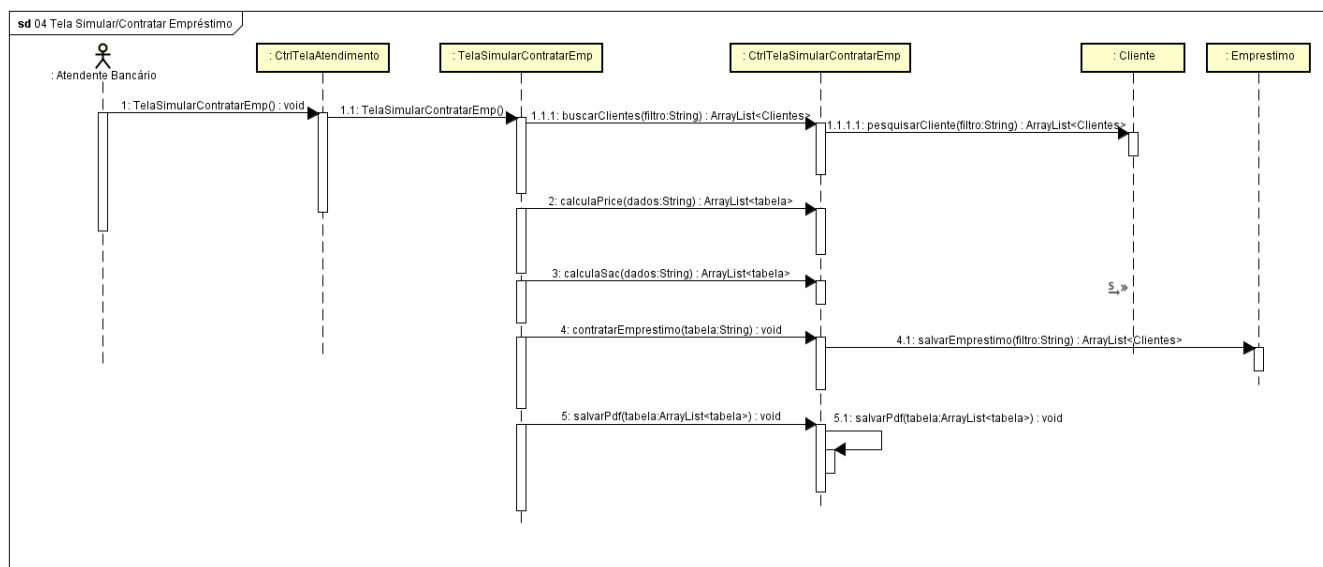 sd 04 Tela Simular/Contratar Empréstimo
: Atendente Bancário
: CtrlTelaAtendimento
: TelaSimularContratarEmp
: CtrlTelaSimularContratarEmp
: Cliente
: Emprestimo
1: TelaSimularContratarEmp() : void
1.1: TelaSimularContratarEmp()
1.1.1: buscarClientes(filtro:String) : ArrayList<Clientes>
1.1.1.1: pesquisarCliente(filtro:String) : ArrayList<Clientes>
2: calculaPrice(dados:String) : ArrayList<tabela>
3: calculaSac(dados:String) : ArrayList<tabela>
S »
4: contratarEmprestimo(tabela:String) : void
4.1: salvarEmprestimo(filtro:String) : ArrayList<Clientes>
5: salvarPdf(tabela:ArrayList<tabela>) : void
5.1: salvarPdf(tabela:ArrayList<tabela>) : void